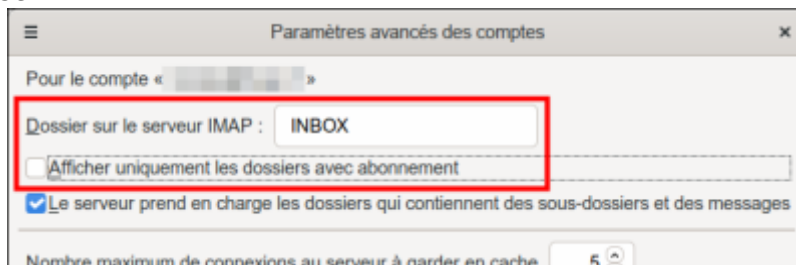 Paramètres avancés des comptes
Pour le compte « »
Dossier sur le serveur IMAP : INBOX
Afficher uniquement les dossiers avec abonnement
Le serveur prend en charge les dossiers qui contiennent des sous-dossiers et des messages
Nombre maximum de connexions au serveur à garder en cache 5